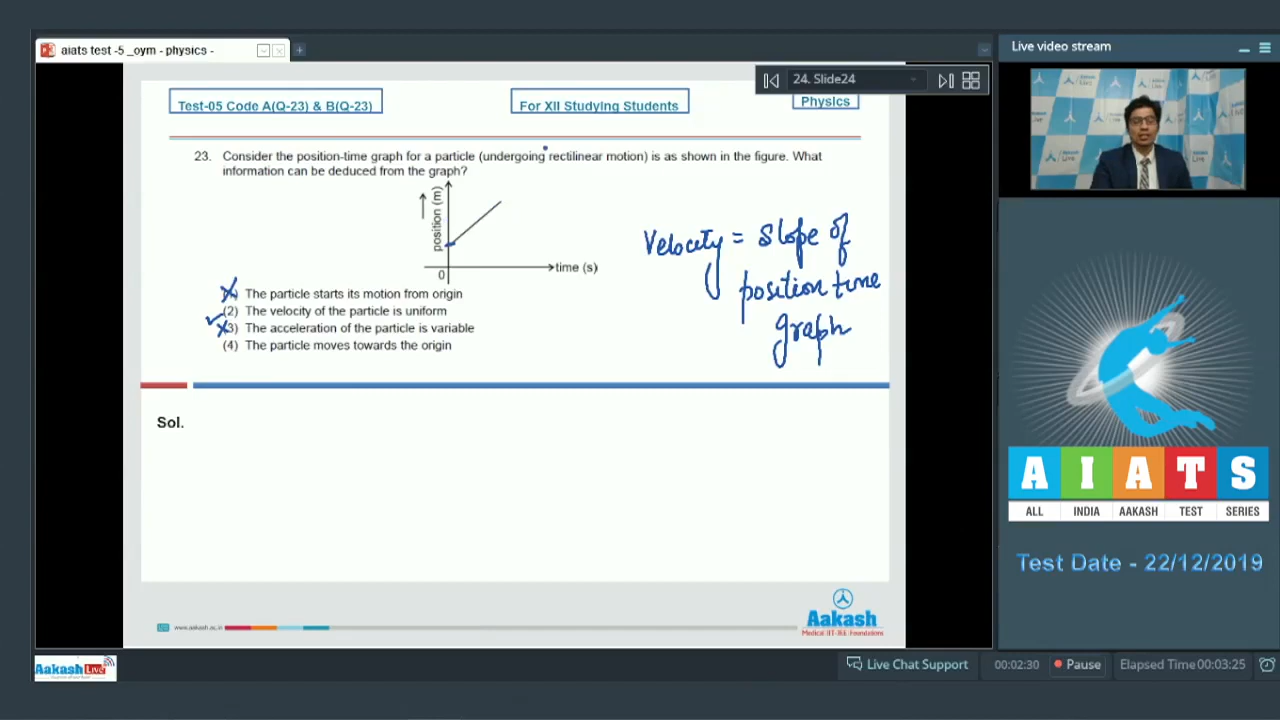 aiats test -5 _oym - physics -
Live video stream
24. Slide24
Test-05 Code A(Q-23) & B(Q-23)
For XII Studying Students
Physics
23. Consider the position-time graph for a particle (undergoing rectilinear motion) is as shown in the figure. What
information can be deduced from the graph?
position (m)
0
time (s)
The particle starts its motion from origin
(2) The velocity of the particle is uniform
3) The acceleration of the particle is variable
(4) The particle moves towards the origin
Velocity = slope of
position time
graph
Sol.
A I A T S
ALL INDIA AAKASH TEST SERIES
Test Date - 22/12/2019
www.aakash.ac.in
Aakash
Medical|IIT-JEE|Foundations
Aakash Live
Live Chat Support
00:02:30
Pause
Elapsed Time 00:03:25